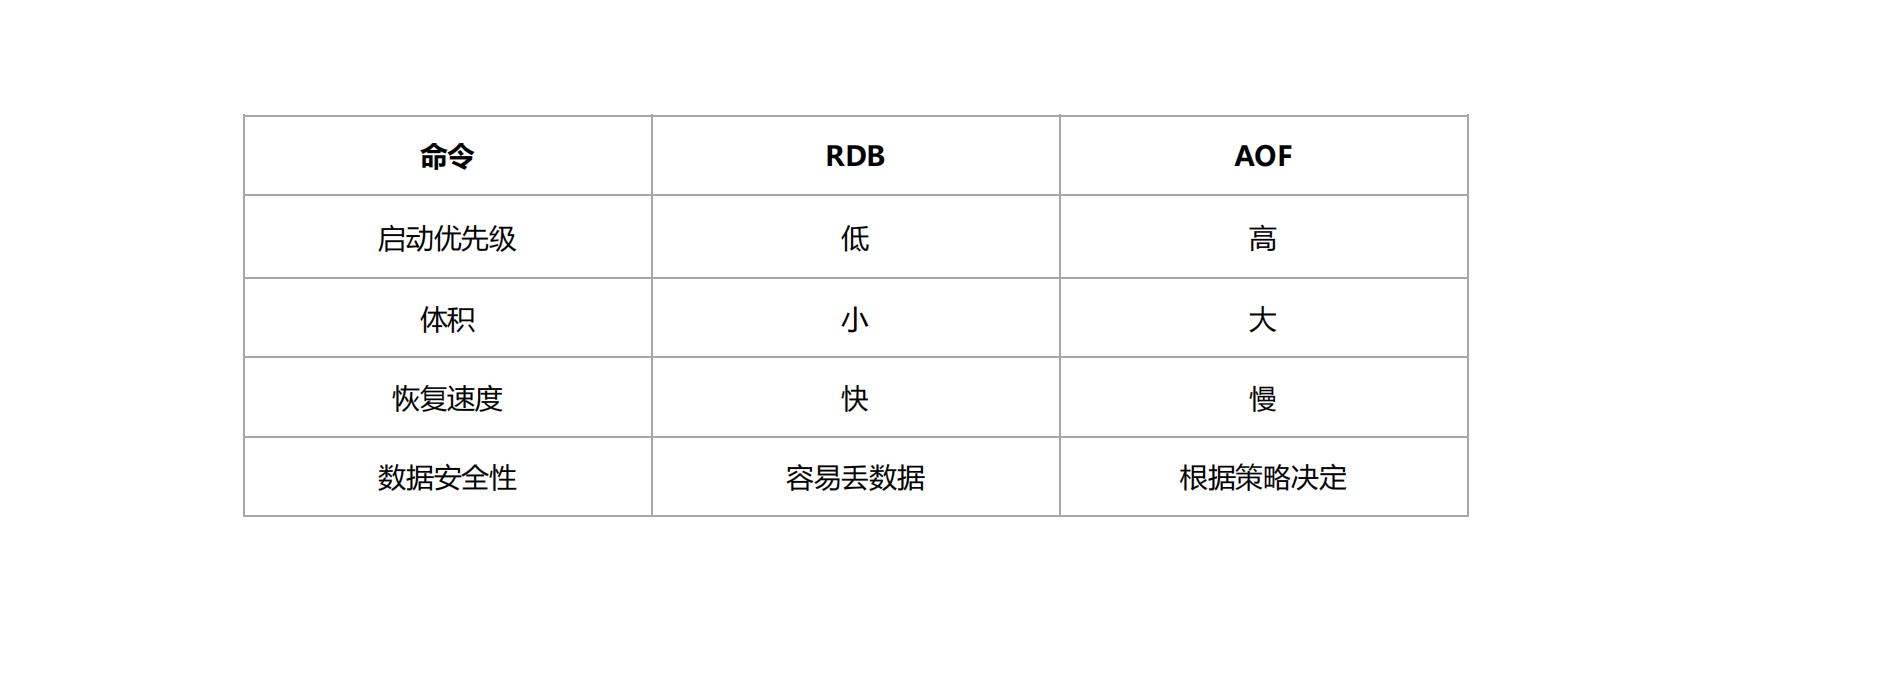 命令 RDB AOF
启动优先级 低 高
体积 小 大
恢复速度 快 慢
数据安全性 容易丢数据 根据策略决定